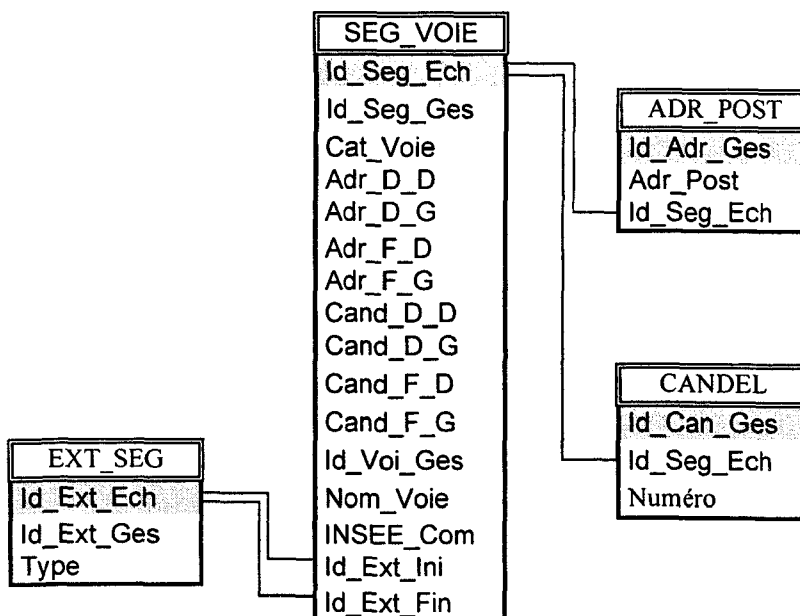 SEG_VOIE
Id_Seg_Ech
Id_Seg_Ges
Cat_Voie
Adr_D_D
Adr_D_G
Adr_F_D
Adr_F_G
Cand_D_D
Cand_D_G
Cand_F_D
Cand_F_G
Id_Voi_Ges
Nom_Voie
INSEE_Com
Id_Ext_Ini
Id_Ext_Fin
ADR_POST
Id_Adr_Ges
Adr_Post
Id_Seg_Ech
CANDEL
Id_Can_Ges
Id_Seg_Ech
Numéro
EXT_SEG
Id_Ext_Ech
Id_Ext_Ges
Type